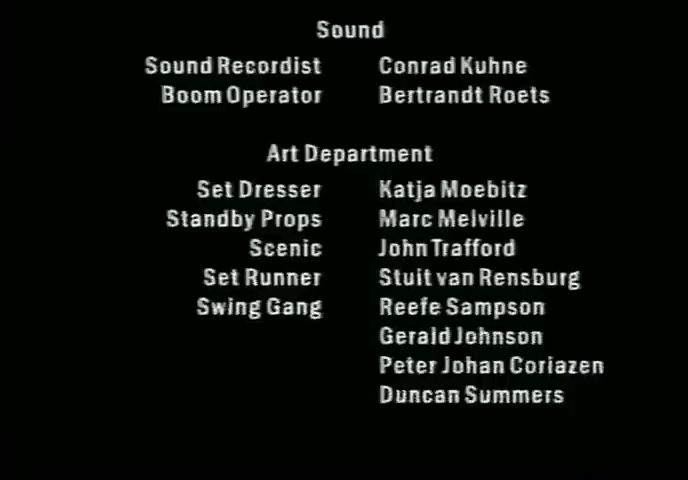 Sound
Sound Recordist Conrad Kuhne
Boom Operator Bertrandt Roets
Art Department
Set Dresser Katja Moebitz
Standby Props Marc Melville
Scenic John Trafford
Set Runner Stuit van Rensburg
Swing Gang Reefe Sampson
Gerald Johnson
Peter Johan Coriazen
Duncan Summers